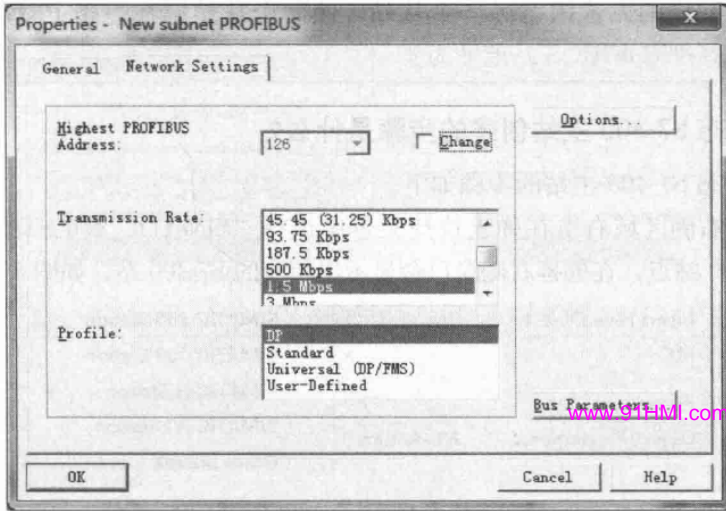 Properties - New subnet PROFIBUS
General
Network Settings
Highest PROFIBUS
Address:
126
Change
Options...
Transmission Rate:
45.45 (31.25) Kbps
93.75 Kbps
187.5 Kbps
500 Kbps
1.5 Mbps
3 Mbps
Profile:
DP
Standard
Universal (DP/FMS)
User-Defined
Bus Parameters...
www.91HMI.com
OK
Cancel
Help